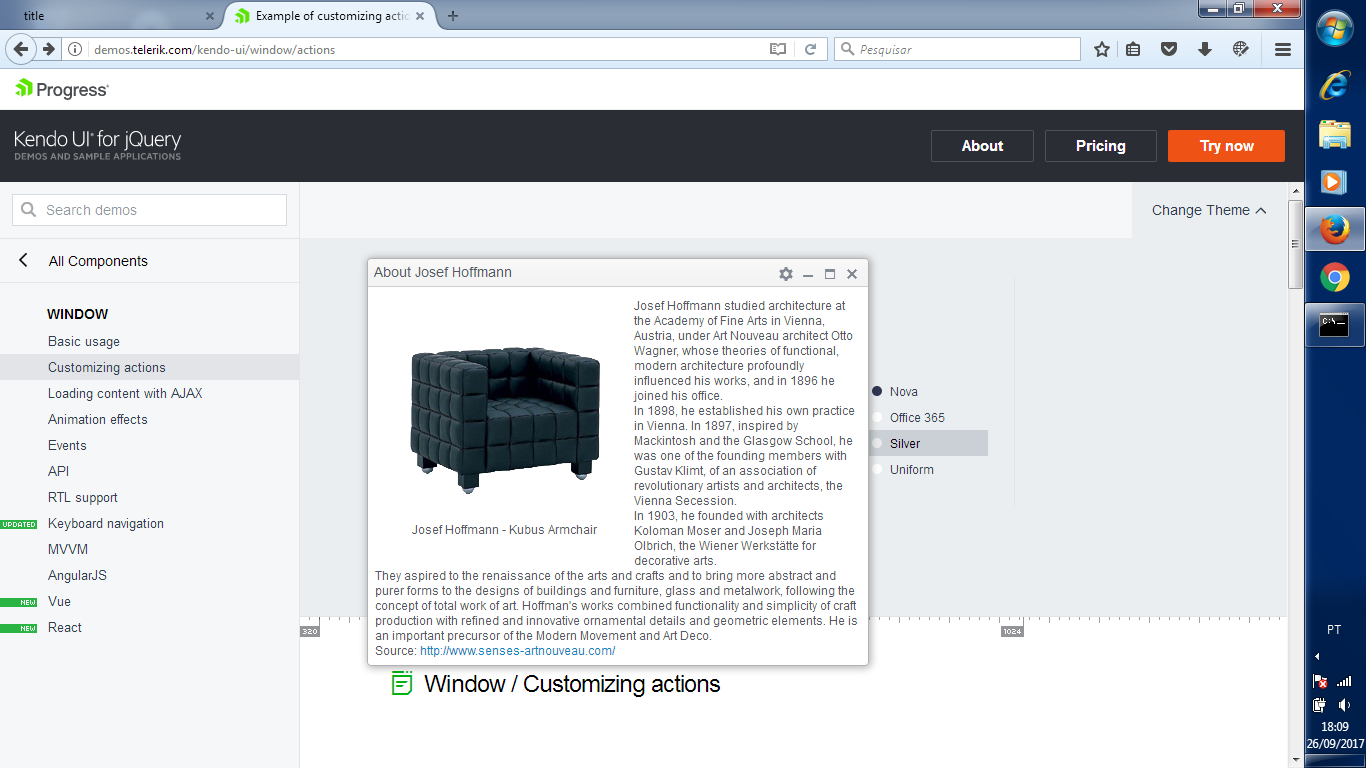 title
Example of customizing actic
demos.telerik.com/kendo-ui/window/actions
Pesquisar
Progress
Kendo UI® for jQuery
DEMOS AND SAMPLE APPLICATIONS
About
Pricing
Try now
Search demos
Change Theme
All Components
WINDOW
Basic usage
Customizing actions
Loading content with AJAX
Animation effects
Events
API
RTL support
UPDATED
Keyboard navigation
MVVM
AngularJS
NEW
Vue
NEW
React
About Josef Hoffmann
Josef Hoffmann - Kubus Armchair
Josef Hoffmann studied architecture at
the Academy of Fine Arts in Vienna,
Austria, under Art Nouveau architect Otto
Wagner, whose theories of functional,
modern architecture profoundly
influenced his works, and in 1896 he
joined his office.
In 1898, he established his own practice
in Vienna. In 1897, inspired by
Mackintosh and the Glasgow School, he
was one of the founding members with
Gustav Klimt, of an association of
revolutionary artists and architects, the
Vienna Secession.
In 1903, he founded with architects
Koloman Moser and Joseph Maria
Olbrich, the Wiener Werkstätte for
decorative arts.
They aspired to the renaissance of the arts and crafts and to bring more abstract and
purer forms to the designs of buildings and furniture, glass and metalwork, following the
concept of total work of art. Hoffman's works combined functionality and simplicity of craft
production with refined and innovative ornamental details and geometric elements. He is
an important precursor of the Modern Movement and Art Deco.
Source: http://www.senses-artnouveau.com/
Nova
Office 365
Silver
Uniform
320
1024
Window / Customizing actions
C:\
PT
18:09
26/09/2017